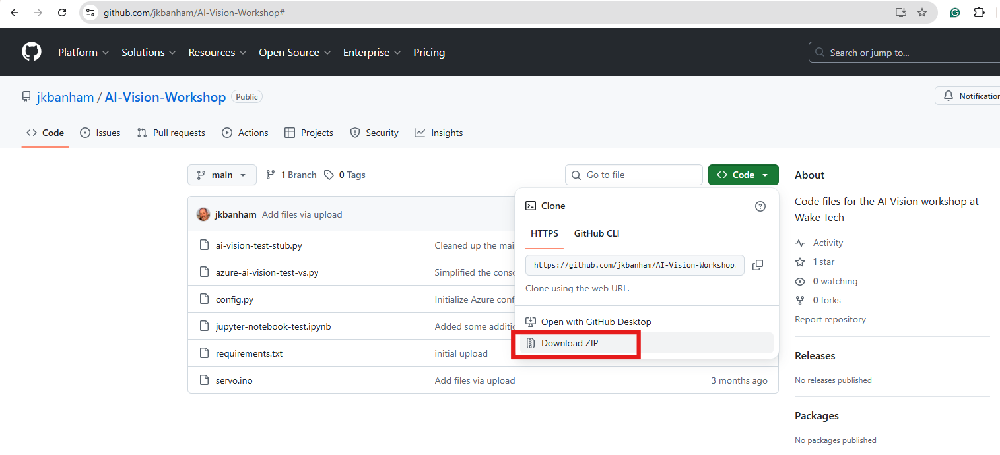 github.com/jkbanham/AI-Vision-Workshop#
Platform Solutions Resources Open Source Enterprise Pricing
Search or jump to...
jkbanham / AI-Vision-Workshop Public
Notification
Code Issues Pull requests Actions Projects Security Insights
main 1 Branch 0 Tags
Go to file
Code
jkbanham Add files via upload
ai-vision-test-stub.py Cleaned up the mai
azure-ai-vision-test-vs.py Simplified the conso
config.py Initialize Azure conf
jupyter-notebook-test.ipynb Added some additio
requirements.txt initial upload
servo.ino Add files via upload 3 months ago
Clone
HTTPS GitHub CLI
https://github.com/jkbanham/AI-Vision-Workshop
Clone using the web URL.
Open with GitHub Desktop
Download ZIP
About
Code files for the AI Vision workshop at
Wake Tech
Activity
1 star
0 watching
0 forks
Report repository
Releases
No releases published
Packages
No packages published